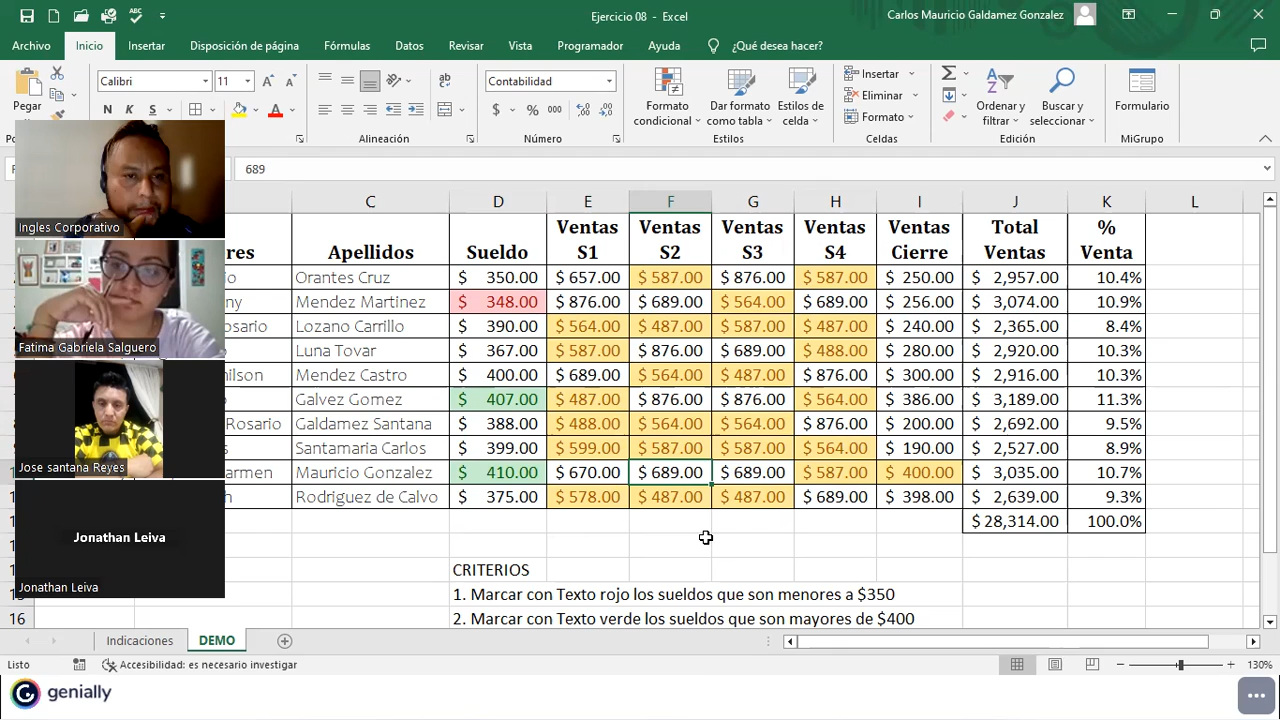 Ejercicio 08 - Excel
Carlos Mauricio Galdamez Gonzalez
Archivo Inicio Insertar Disposición de página Fórmulas Datos Revisar Vista Programador Ayuda ¿Qué desea hacer?
Pegar
Calibri 11
N K S
Alineación
Contabilidad
$ % 000
Número
Formato condicional
Dar formato como tabla
Estilos de celda
Estilos
Insertar
Eliminar
Formato
Celdas
Ordenar y filtrar
Buscar y seleccionar
Edición
Formulario
MiGrupo
689
C D E F G H I J K L
res Apellidos Sueldo Ventas S1 Ventas S2 Ventas S3 Ventas S4 Ventas Cierre Total Ventas % Venta
Orantes Cruz $ 350.00 $ 657.00 $ 587.00 $ 876.00 $ 587.00 $ 250.00 $ 2,957.00 10.4%
ny Mendez Martinez $ 348.00 $ 876.00 $ 689.00 $ 564.00 $ 689.00 $ 256.00 $ 3,074.00 10.9%
osario Lozano Carrillo $ 390.00 $ 564.00 $ 487.00 $ 587.00 $ 487.00 $ 240.00 $ 2,365.00 8.4%
Luna Tovar $ 367.00 $ 587.00 $ 876.00 $ 689.00 $ 488.00 $ 280.00 $ 2,920.00 10.3%
nilson Mendez Castro $ 400.00 $ 689.00 $ 564.00 $ 487.00 $ 876.00 $ 300.00 $ 2,916.00 10.3%
Galvez Gomez $ 407.00 $ 487.00 $ 876.00 $ 876.00 $ 564.00 $ 386.00 $ 3,189.00 11.3%
Rosario Galdamez Santana $ 388.00 $ 488.00 $ 564.00 $ 564.00 $ 876.00 $ 200.00 $ 2,692.00 9.5%
Santamaria Carlos $ 399.00 $ 599.00 $ 587.00 $ 587.00 $ 564.00 $ 190.00 $ 2,527.00 8.9%
armen Mauricio Gonzalez $ 410.00 $ 670.00 $ 689.00 $ 689.00 $ 587.00 $ 400.00 $ 3,035.00 10.7%
Rodriguez de Calvo $ 375.00 $ 578.00 $ 487.00 $ 487.00 $ 689.00 $ 398.00 $ 2,639.00 9.3%
$ 28,314.00 100.0%
CRITERIOS
1. Marcar con Texto rojo los sueldos que son menores a $350
16 2. Marcar con Texto verde los sueldos que son mayores de $400
Ingles Corporativo
Fatima Gabriela Salguero
Jose santana Reyes
Jonathan Leiva
Jonathan Leiva
Indicaciones DEMO
Listo Accesibilidad: es necesario investigar 130%
genially